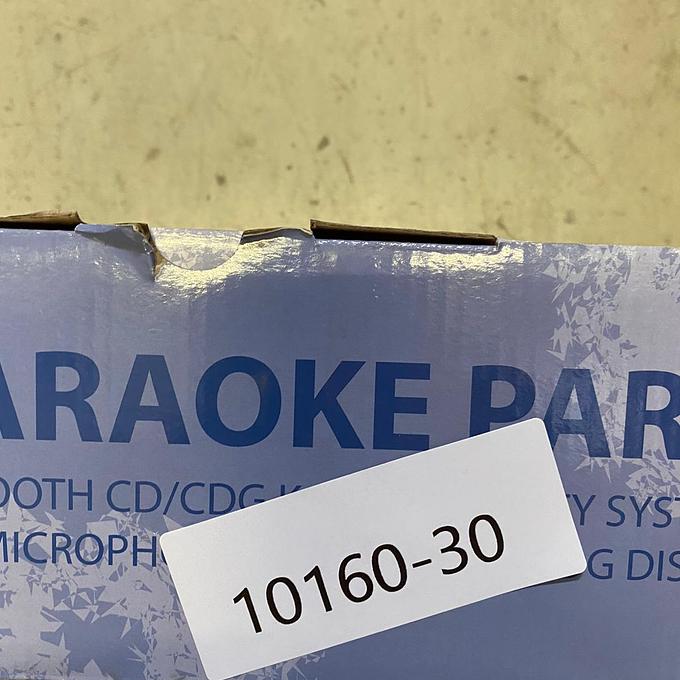 ARAOKE PAR
OOTH CD/CDG K TY SYST
MICROPH G DIS
10160-30